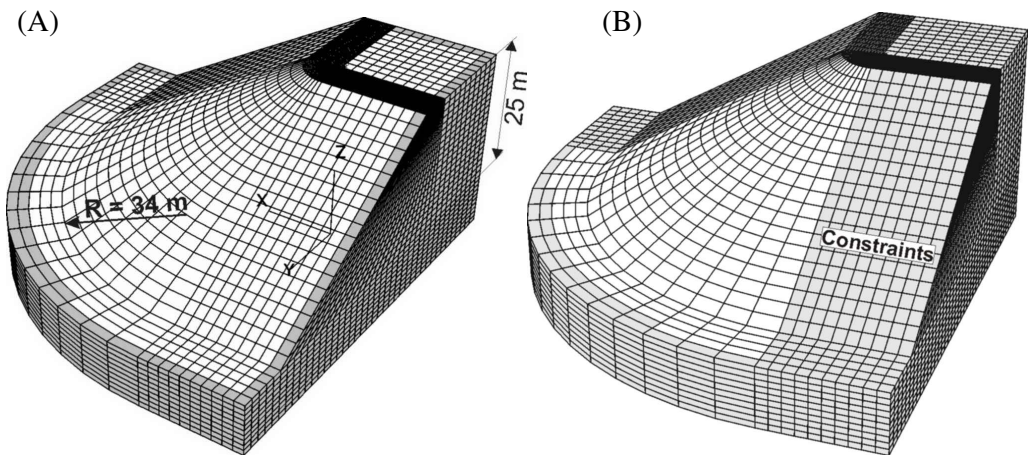 (A)
(B)
25 m
Z
X
R = 34 m
Y
Constraints